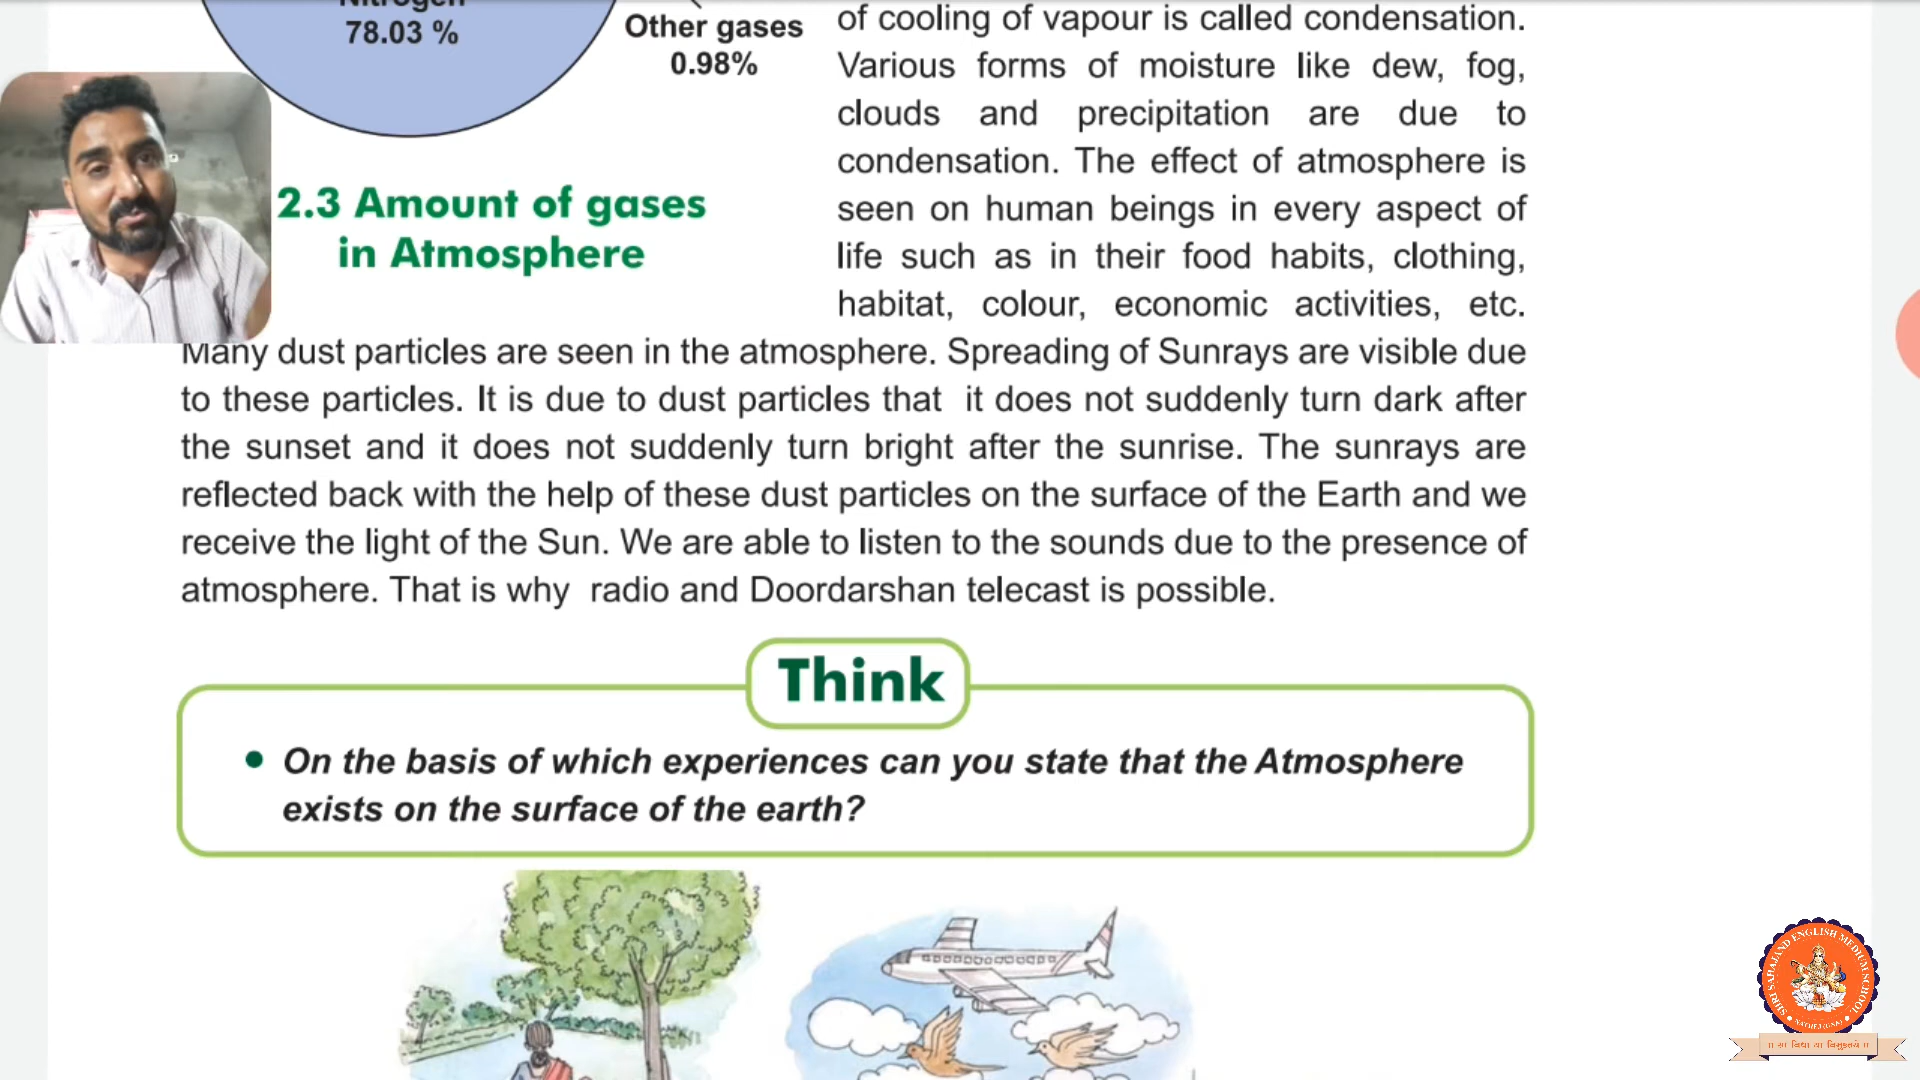 Nitrogen
78.03 %
Other gases
0.98%
2.3 Amount of gases
in Atmosphere
of cooling of vapour is called condensation.
Various forms of moisture like dew, fog,
clouds and precipitation are due to
condensation. The effect of atmosphere is
seen on human beings in every aspect of
life such as in their food habits, clothing,
habitat, colour, economic activities, etc.
Many dust particles are seen in the atmosphere. Spreading of Sunrays are visible due
to these particles. It is due to dust particles that it does not suddenly turn dark after
the sunset and it does not suddenly turn bright after the sunrise. The sunrays are
reflected back with the help of these dust particles on the surface of the Earth and we
receive the light of the Sun. We are able to listen to the sounds due to the presence of
atmosphere. That is why radio and Doordarshan telecast is possible.
Think
• On the basis of which experiences can you state that the Atmosphere
exists on the surface of the earth?
SHRI SAHAJANAND ENGLISH MEDIUM SCHOOL
॥ सा विद्या या विमुक्तये ॥